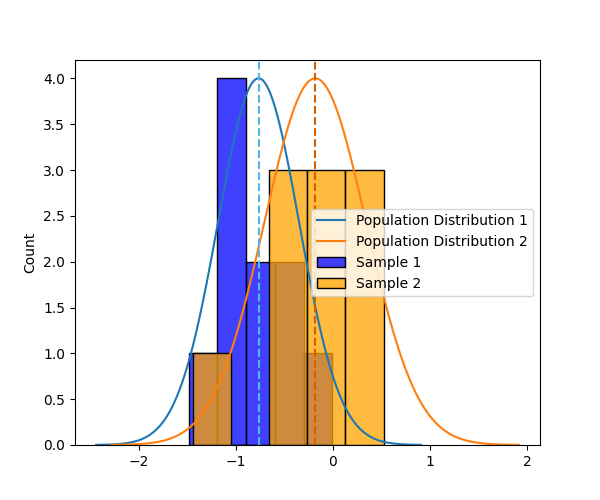 4.0
3.5
3.0
2.5
2.0
1.5
1.0
0.5
0.0
Count
Population Distribution 1
Population Distribution 2
Sample 1
Sample 2
−2 −1 0 1 2